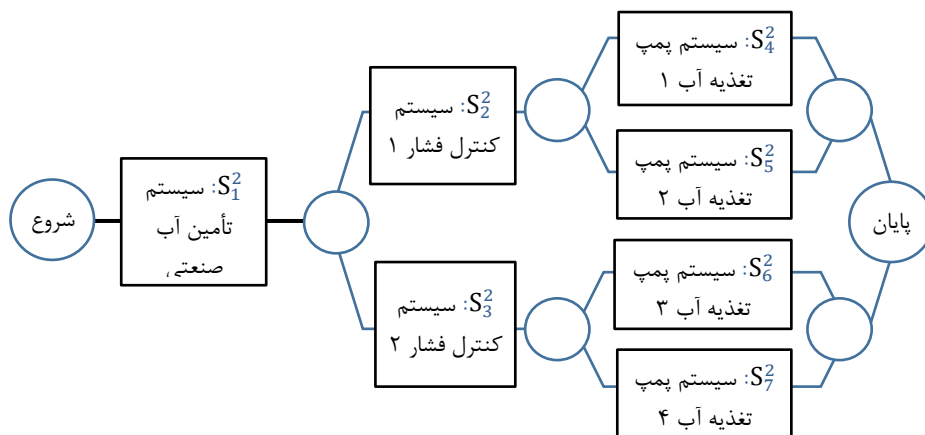 شروع
S₁²: سیستم
تأمین آب
صنعتی
S₂²: سیستم
کنترل فشار ۱
S₃²: سیستم
کنترل فشار ۲
S₄²: سیستم پمپ
تغذیه آب ۱
S₅²: سیستم پمپ
تغذیه آب ۲
S₆²: سیستم پمپ
تغذیه آب ۳
S₇²: سیستم پمپ
تغذیه آب ۴
پایان